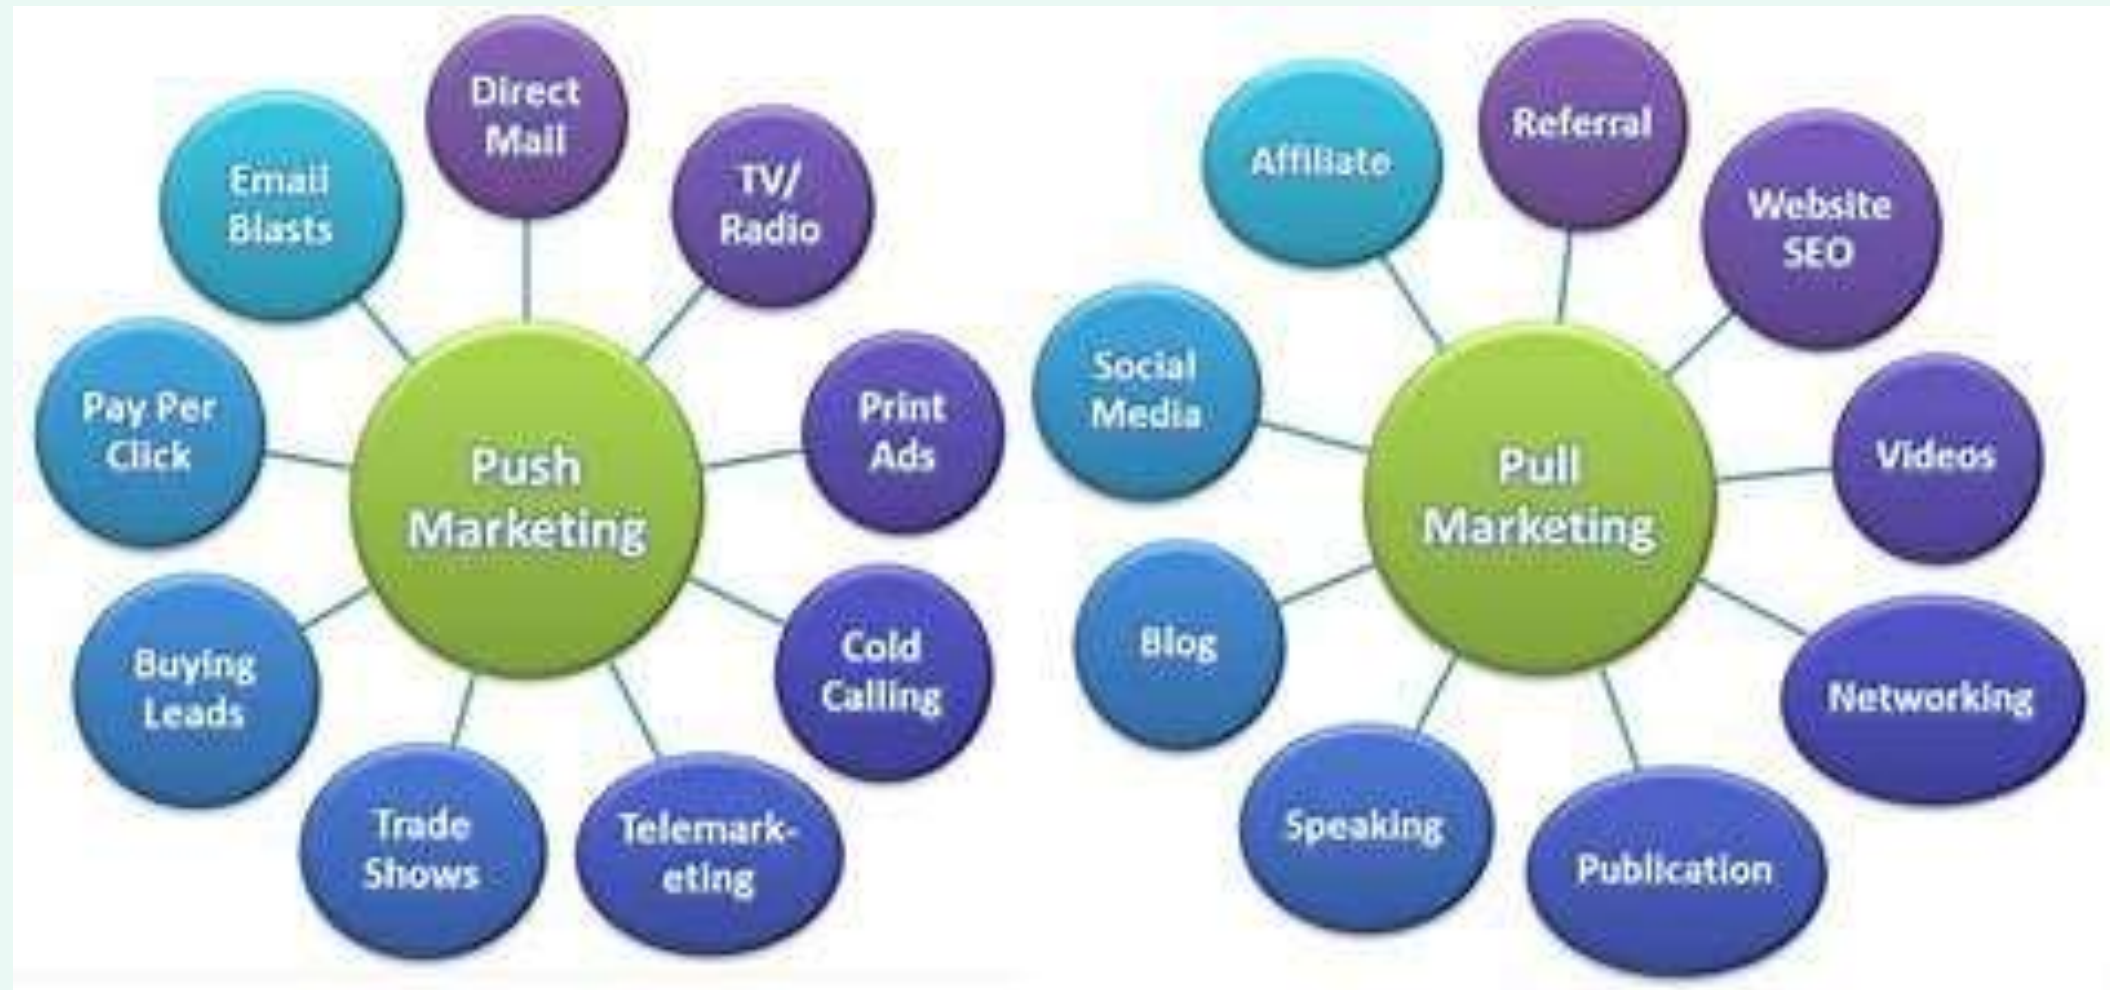 Direct
Mail
Email
Blasts
TV/
Radio
Pay Per
Click
Print
Ads
Push
Marketing
Buying
Leads
Cold
Calling
Trade
Shows
Telemark-
eting
Referral
Affiliate
Website
SEO
Social
Media
Videos
Pull
Marketing
Blog
Networking
Speaking
Publication